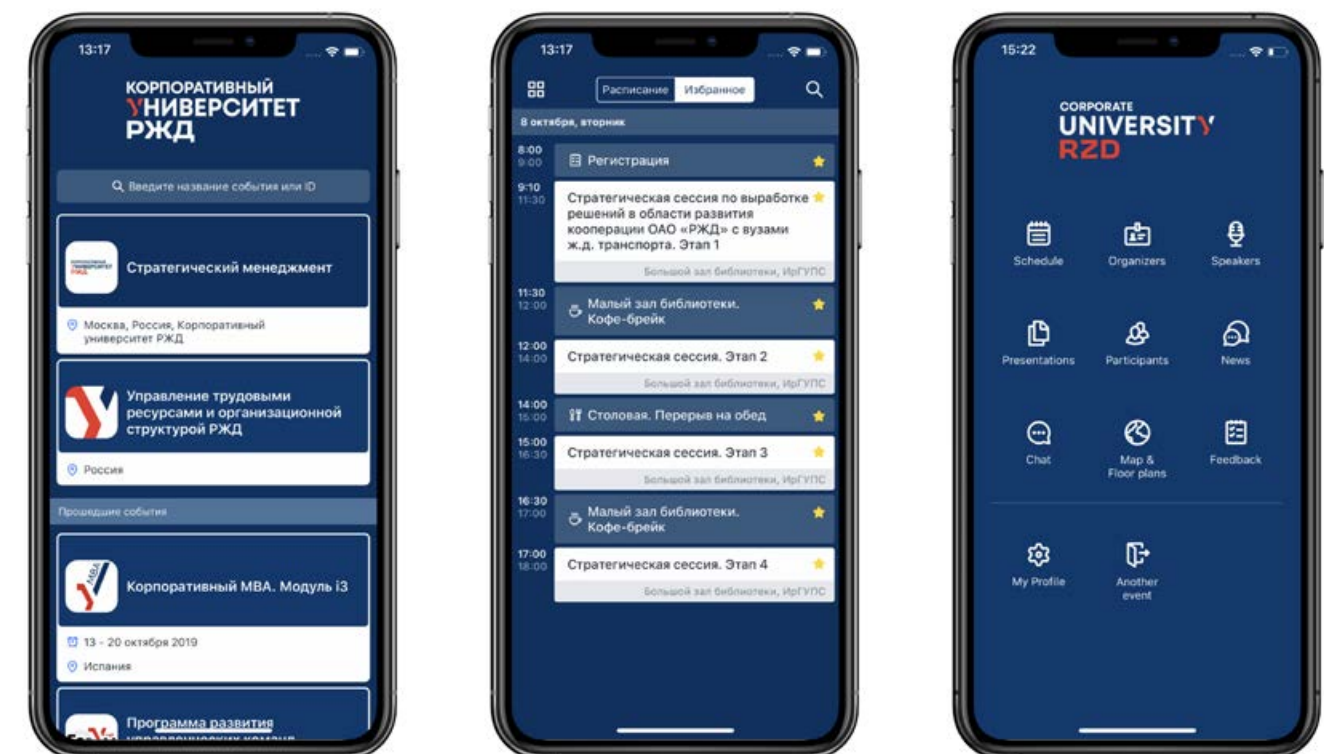 13:17
КОРПОРАТИВНЫЙ
УНИВЕРСИТЕТ
РЖД
Введите название события или ID
Стратегический менеджмент
Москва, Россия, Корпоративный
университет РЖД
Управление трудовыми
ресурсами и организационной
структурой РЖД
Россия
Прошедшие события
МВА
Корпоративный МВА. Модуль i3
13 - 20 октября 2019
Испания
Программа развития
управленческих команд
13:17
Расписание Избранное
8 октября, вторник
8:00
9:00
Регистрация
9:10
11:30
Стратегическая сессия по выработке
решений в области развития
кооперации ОАО «РЖД» с вузами
ж.д. транспорта. Этап 1
Большой зал библиотеки, ИрГУПС
11:30
12:00
Малый зал библиотеки.
Кофе-брейк
12:00
14:00
Стратегическая сессия. Этап 2
Большой зал библиотеки, ИрГУПС
14:00
15:00
Столовая. Перерыв на обед
15:00
16:30
Стратегическая сессия. Этап 3
Большой зал библиотеки, ИрГУПС
16:30
17:00
Малый зал библиотеки.
Кофе-брейк
17:00
18:00
Стратегическая сессия. Этап 4
Большой зал библиотеки, ИрГУПС
15:22
CORPORATE
UNIVERSITY
RZD
Schedule Organizers Speakers
Presentations Participants News
Chat Map & Feedback
Floor plans
My Profile Another
event